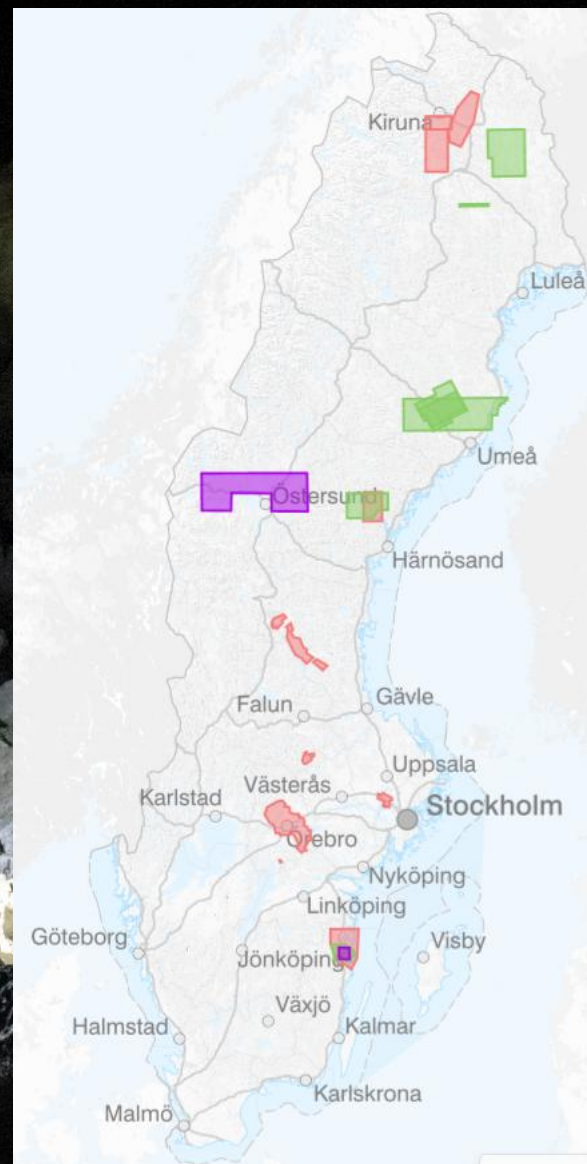 Kiruna
Luleå
Umeå
Östersund
Härnösand
Falun
Gävle
Uppsala
Västerås
Karlstad
Stockholm
Örebro
Nyköping
Linköping
Göteborg
Jönköping
Visby
Växjö
Halmstad
Kalmar
Karlskrona
Malmö